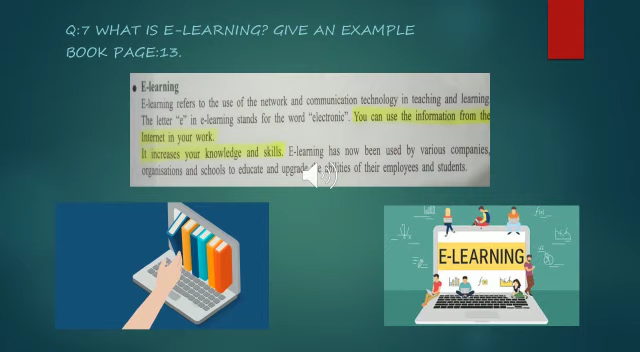 Q:7 WHAT IS E-LEARNING? GIVE AN EXAMPLE
BOOK PAGE:13.
• E-learning
E-learning refers to the use of the network and communication technology in teaching and learning.
The letter "e" in e-learning stands for the word "electronic". You can use the information from the
Internet in your work.
It increases your knowledge and skills. E-learning has now been used by various companies,
organisations and schools to educate and upgrade the abilities of their employees and students.
E-LEARNING